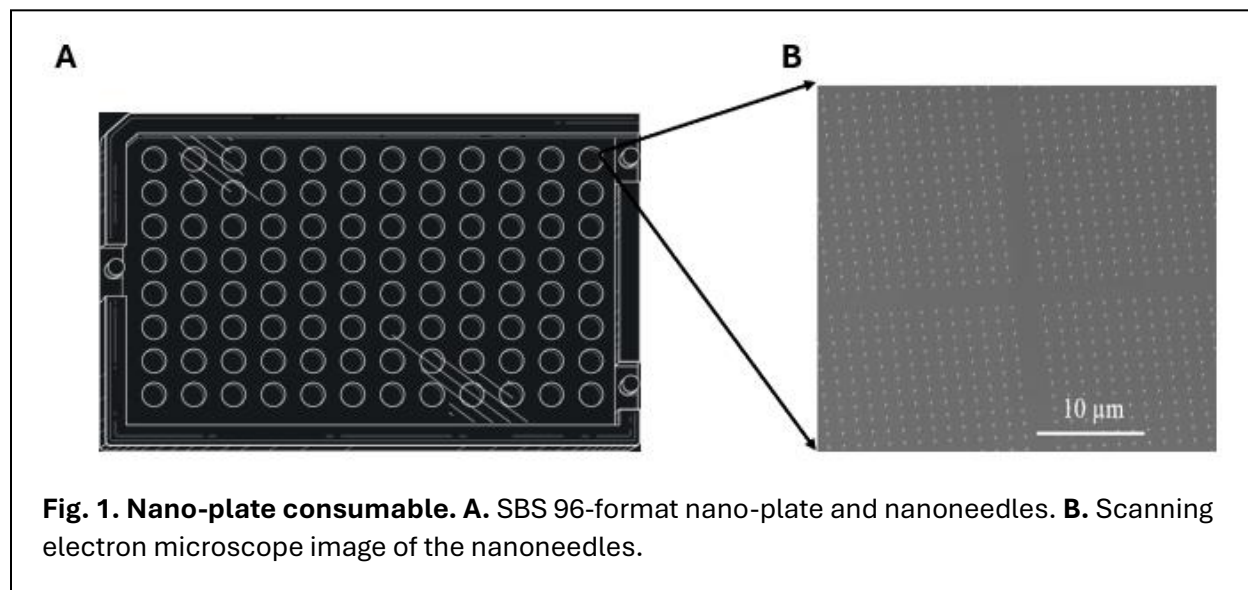 A
B
10 µm
Fig. 1. Nano-plate consumable. A. SBS 96-format nano-plate and nanoneedles. B. Scanning
electron microscope image of the nanoneedles.